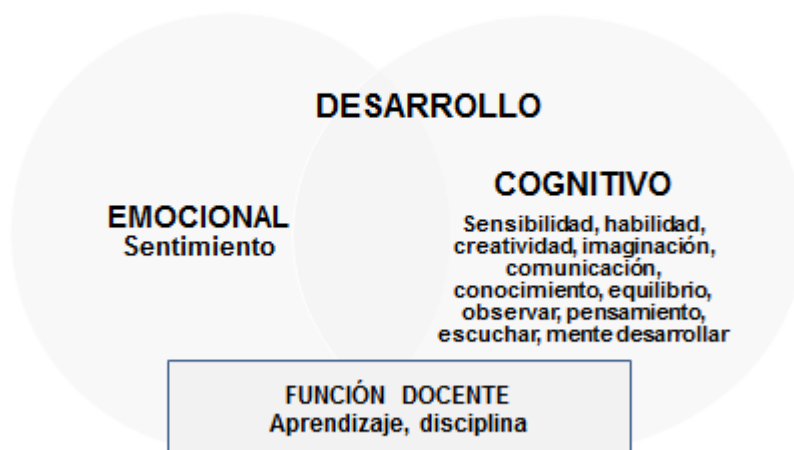 DESARROLLO
EMOCIONAL
Sentimiento
COGNITIVO
Sensibilidad, habilidad,
creatividad, imaginación,
comunicación,
conocimiento, equilibrio,
observar, pensamiento,
escuchar, mente desarrollar
FUNCIÓN DOCENTE
Aprendizaje, disciplina